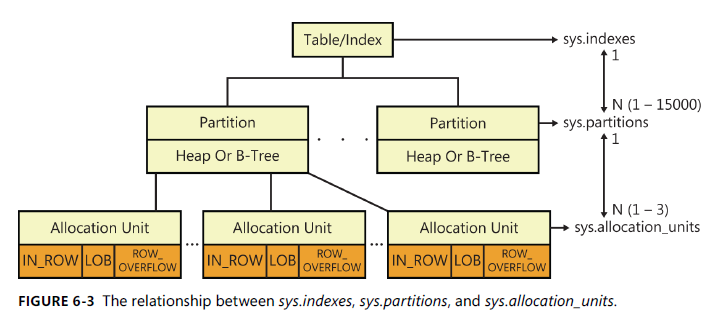 Table/Index
sys.indexes
1
N (1 – 15000)
Partition
. . .
Partition
sys.partitions
Heap Or B-Tree
Heap Or B-Tree
1
N (1 – 3)
Allocation Unit
Allocation Unit
Allocation Unit
sys.allocation_units
...
...
IN_ROW LOB ROW_
OVERFLOW
IN_ROW LOB ROW_
OVERFLOW
IN_ROW LOB ROW_
OVERFLOW
FIGURE 6-3 The relationship between sys.indexes, sys.partitions, and sys.allocation_units.